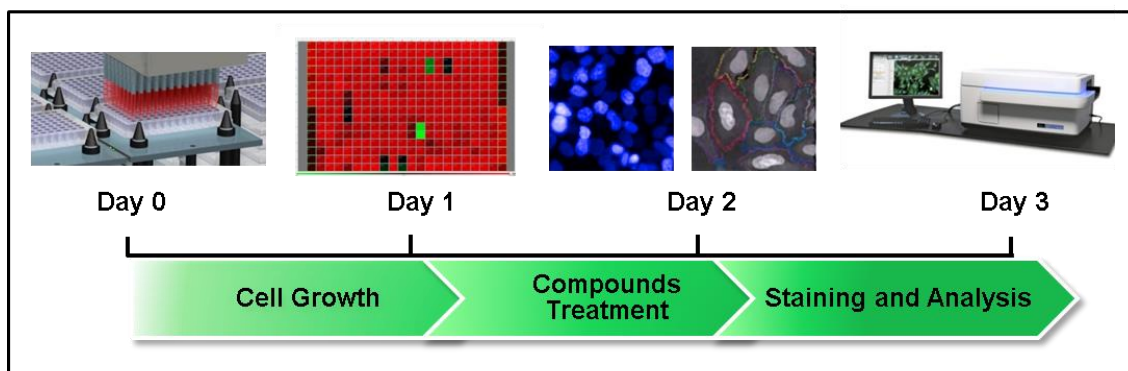 Day 0
Day 1
Day 2
Day 3
Cell Growth
Compounds
Treatment
Staining and Analysis